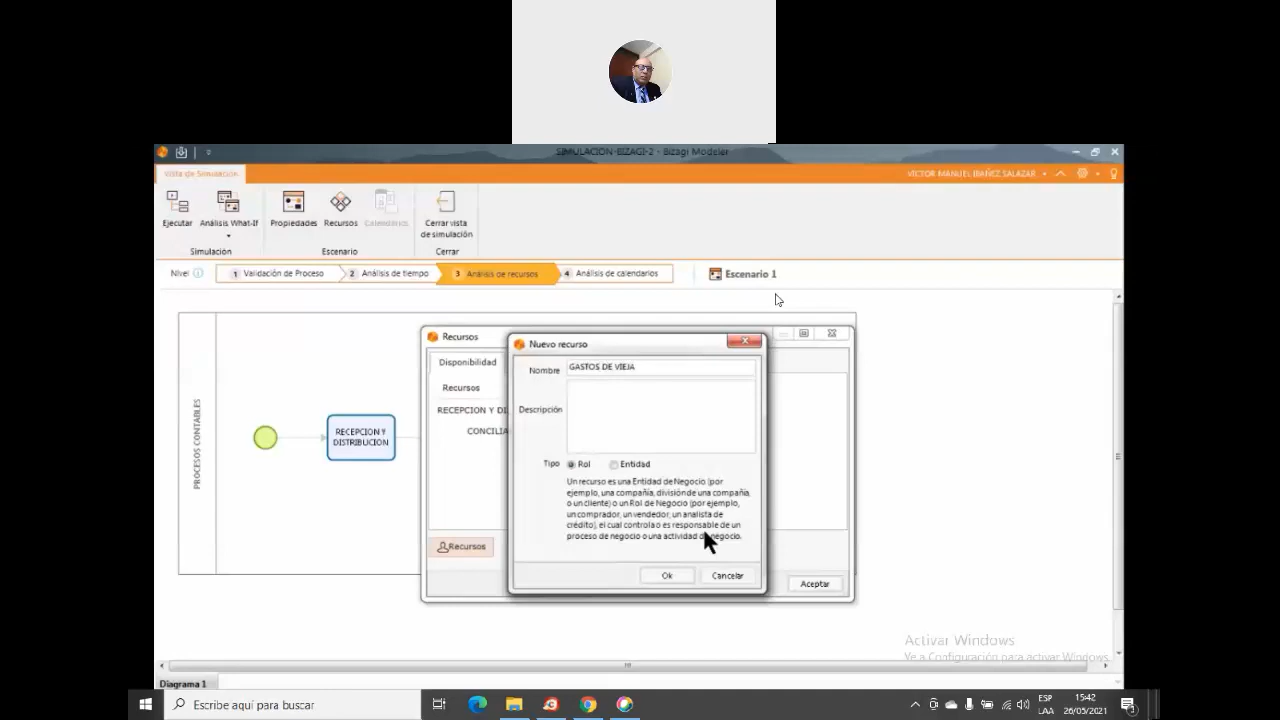 SIMULACION-BIZAGI-2 - Bizagi Modeler
Vista de Simulación
VICTOR MANUEL IBAÑEZ SALAZAR
Ejecutar
Análisis What-If
Propiedades
Recursos
Calendarios
Cerrar vista
de simulación
Simulación
Escenario
Cerrar
Nivel
1 Validación de Proceso
2 Análisis de tiempo
3 Análisis de recursos
4 Análisis de calendarios
Escenario 1
PROCESOS CONTABLES
RECEPCION Y
DISTRIBUCION
Recursos
Disponibilidad
Recursos
RECEPCION Y DI
CONCILIA
Recursos
Aceptar
Nuevo recurso
Nombre
GASTOS DE VIEJA
Descripción
Tipo
Rol
Entidad
Un recurso es una Entidad de Negocio (por
ejemplo, una compañía, división de una compañía,
o un cliente) o un Rol de Negocio (por ejemplo,
un comprador, un vendedor, un analista de
crédito), el cual controla o es responsable de un
proceso de negocio o una actividad de negocio.
Ok
Cancelar
Activar Windows
Ve a Configuración para activar Windows.
Diagrama 1
Escribe aquí para buscar
ESP
LAA
15:42
26/05/2021
3